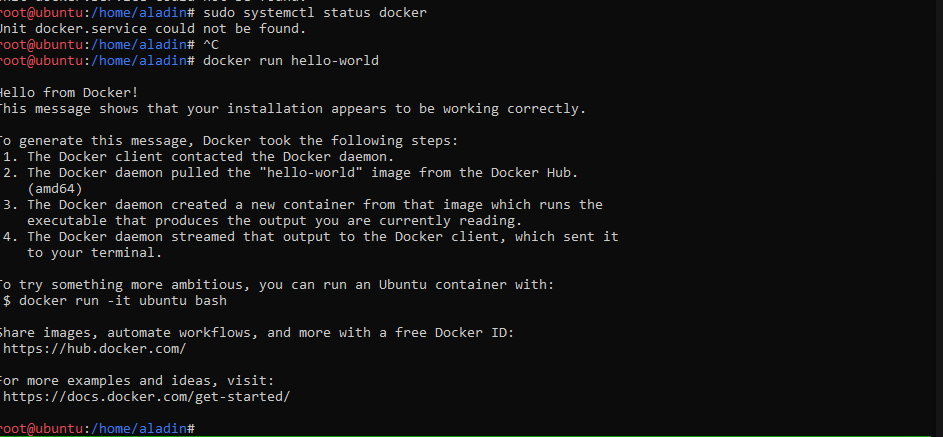 root@ubuntu:/home/aladin# sudo systemctl status docker
Unit docker.service could not be found.
root@ubuntu:/home/aladin# ^C
root@ubuntu:/home/aladin# docker run hello-world
Hello from Docker!
This message shows that your installation appears to be working correctly.
To generate this message, Docker took the following steps:
1. The Docker client contacted the Docker daemon.
2. The Docker daemon pulled the "hello-world" image from the Docker Hub.
(amd64)
3. The Docker daemon created a new container from that image which runs the
executable that produces the output you are currently reading.
4. The Docker daemon streamed that output to the Docker client, which sent it
to your terminal.
To try something more ambitious, you can run an Ubuntu container with:
$ docker run -it ubuntu bash
Share images, automate workflows, and more with a free Docker ID:
https://hub.docker.com/
For more examples and ideas, visit:
https://docs.docker.com/get-started/
root@ubuntu:/home/aladin#